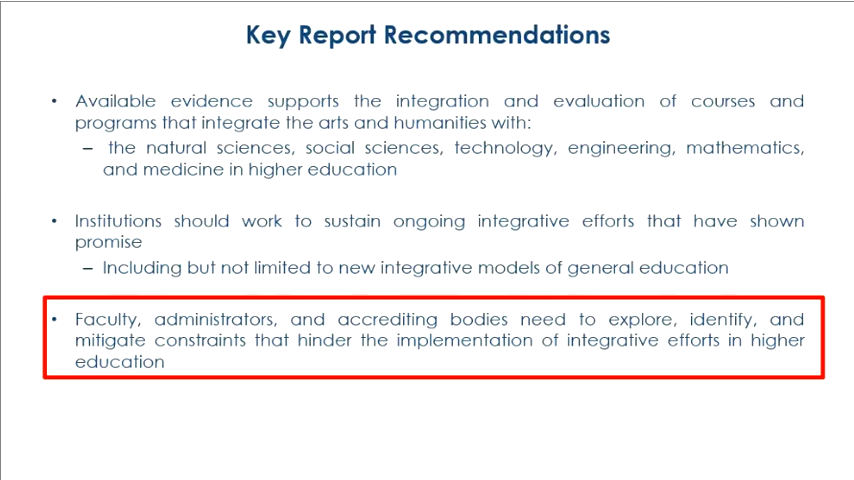 Key Report Recommendations
• Available evidence supports the integration and evaluation of courses and
programs that integrate the arts and humanities with:
– the natural sciences, social sciences, technology, engineering, mathematics,
and medicine in higher education
• Institutions should work to sustain ongoing integrative efforts that have shown
promise
– Including but not limited to new integrative models of general education
• Faculty, administrators, and accrediting bodies need to explore, identify, and
mitigate constraints that hinder the implementation of integrative efforts in higher
education